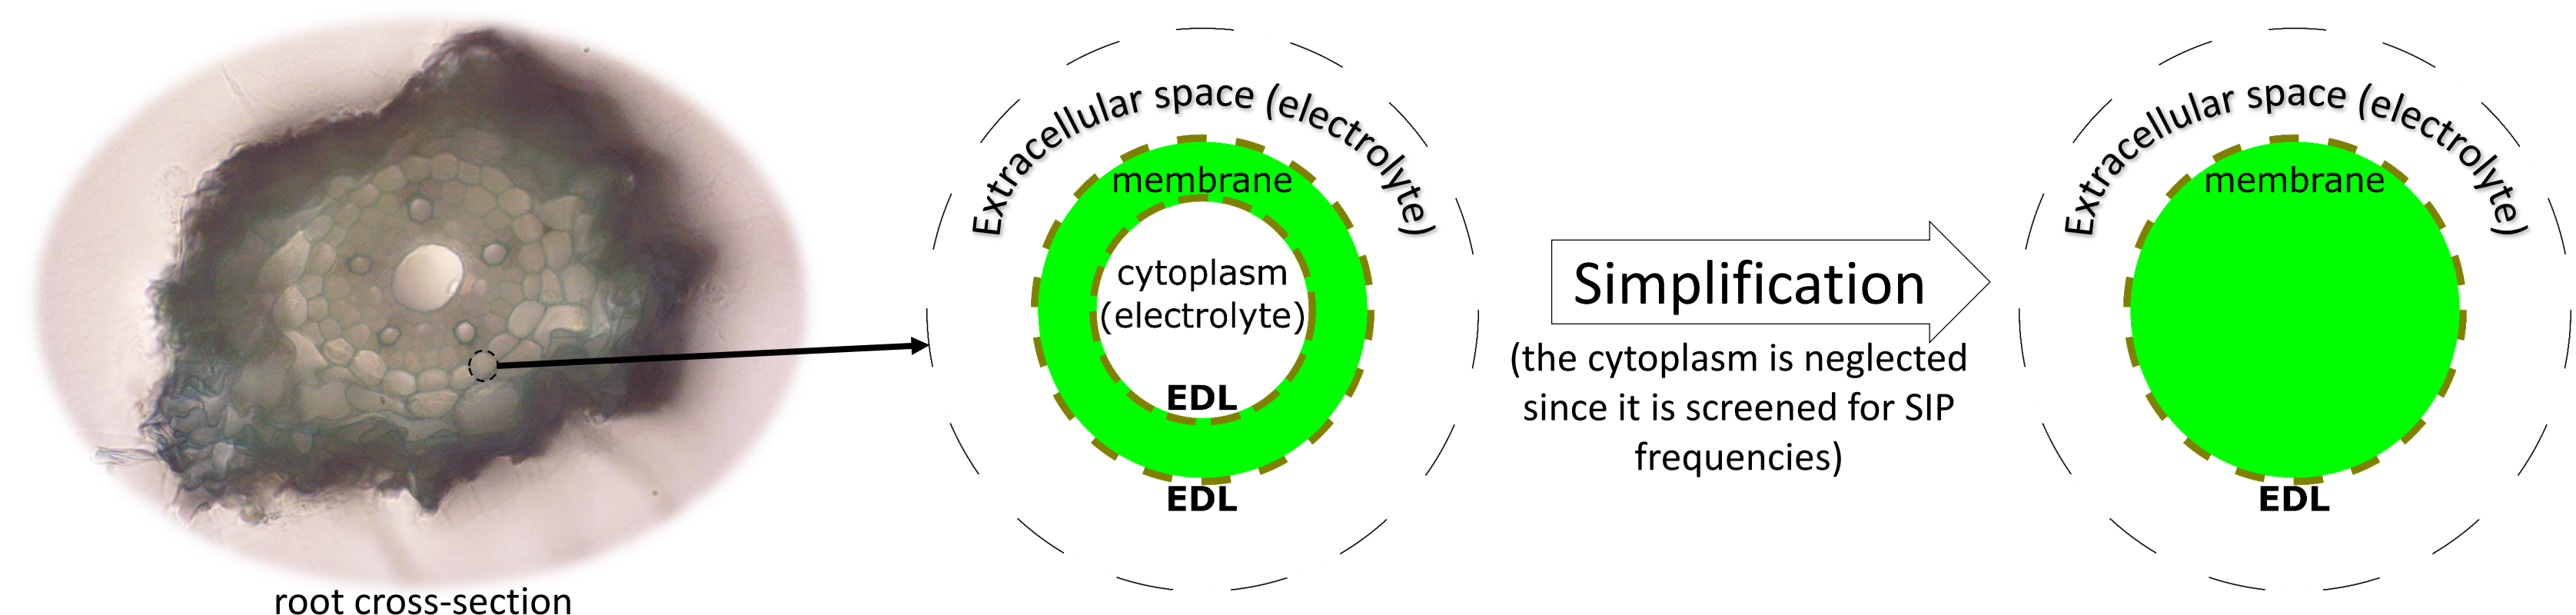 root cross-section
Extracellular space (electrolyte)
membrane
cytoplasm
(electrolyte)
EDL
EDL
Simplification
(the cytoplasm is neglected
since it is screened for SIP
frequencies)
Extracellular space (electrolyte)
membrane
EDL